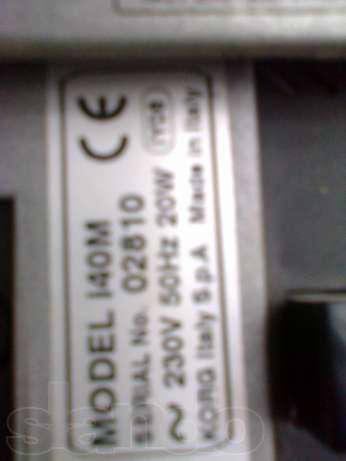 MODEL I40M
SERIAL No. 02810
~ 230V 50Hz 20W
KORG Italy S.p.A Made in Italy
CE